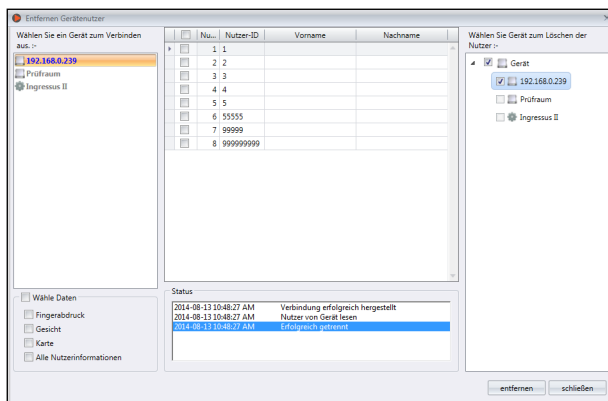 Entfernen Gerätenutzer
Wählen Sie ein Gerät zum Verbinden
aus. :-
192.168.0.239
Prüfraum
Ingressus II
Nu... Nutzer-ID Vorname Nachname
1 1
2 2
3 3
4 4
5 5
6 55555
7 99999
8 999999999
Wählen Sie Gerät zum Löschen der
Nutzer :-
Gerät
192.168.0.239
Prüfraum
Ingressus II
Wähle Daten
Fingerabdruck
Gesicht
Karte
Alle Nutzerinformationen
Status
2014-08-13 10:48:27 AM Verbindung erfolgreich hergestellt
2014-08-13 10:48:27 AM Nutzer von Gerät lesen
2014-08-13 10:48:27 AM Erfolgreich getrennt
entfernen schließen